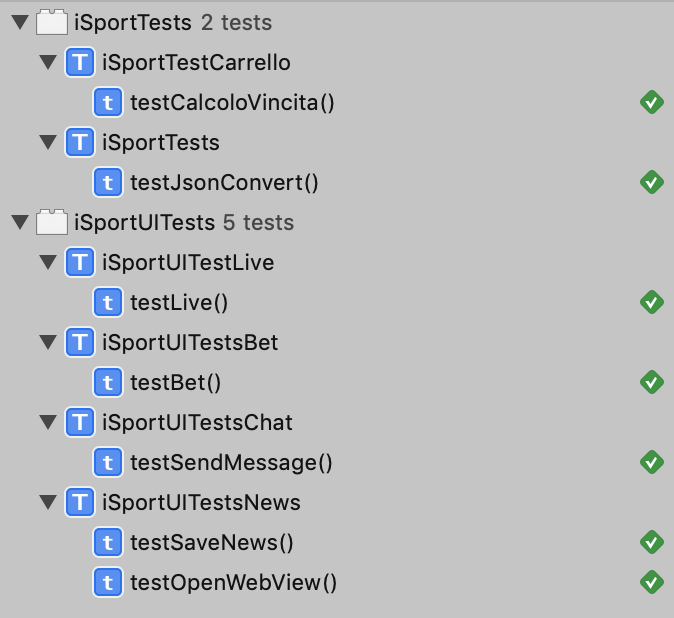 iSportTests 2 tests
T iSportTestCarrello
t testCalcoloVincita()
T iSportTests
t testJsonConvert()
iSportUITests 5 tests
T iSportUITestLive
t testLive()
T iSportUITestsBet
t testBet()
T iSportUITestsChat
t testSendMessage()
T iSportUITestsNews
t testSaveNews()
t testOpenWebView()